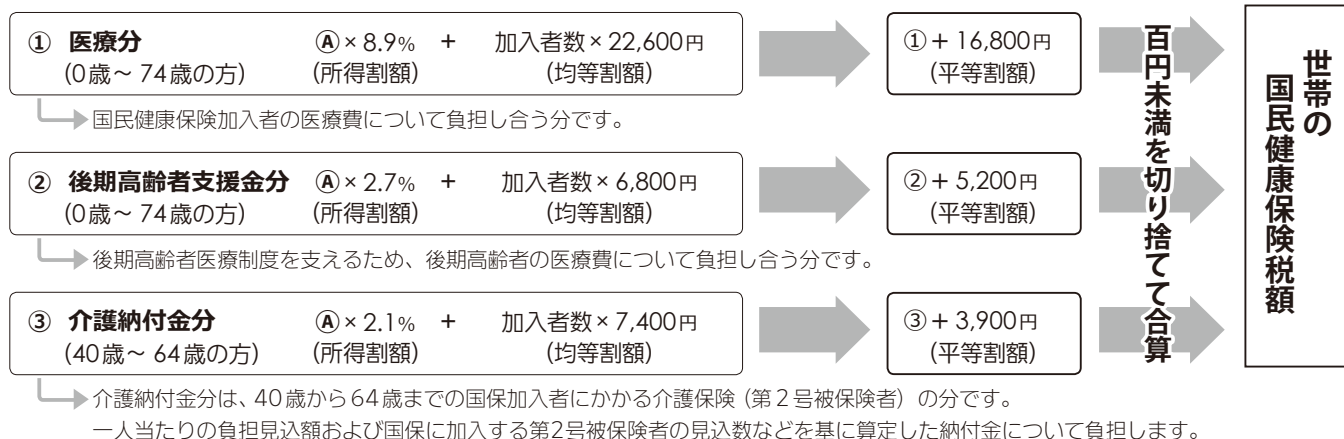 ① 医療分 Ⓐ × 8.9% + 加入者数 × 22,600円
(0歳～74歳の方) (所得割額) (均等割額)
①＋16,800円
(平等割額)
国民健康保険加入者の医療費について負担し合う分です。
② 後期高齢者支援金分 Ⓐ × 2.7% + 加入者数 × 6,800円
(0歳～74歳の方) (所得割額) (均等割額)
②＋5,200円
(平等割額)
後期高齢者医療制度を支えるため、後期高齢者の医療費について負担し合う分です。
③ 介護納付金分 Ⓐ × 2.1% + 加入者数 × 7,400円
(40歳～64歳の方) (所得割額) (均等割額)
③＋3,900円
(平等割額)
介護納付金分は、40歳から64歳までの国保加入者にかかる介護保険（第2号被保険者）の分です。
一人当たりの負担見込額および国保に加入する第2号被保険者の見込数などを基に算定した納付金について負担します。
百円未満を切り捨てて合算
世帯の
国民健康保険税額